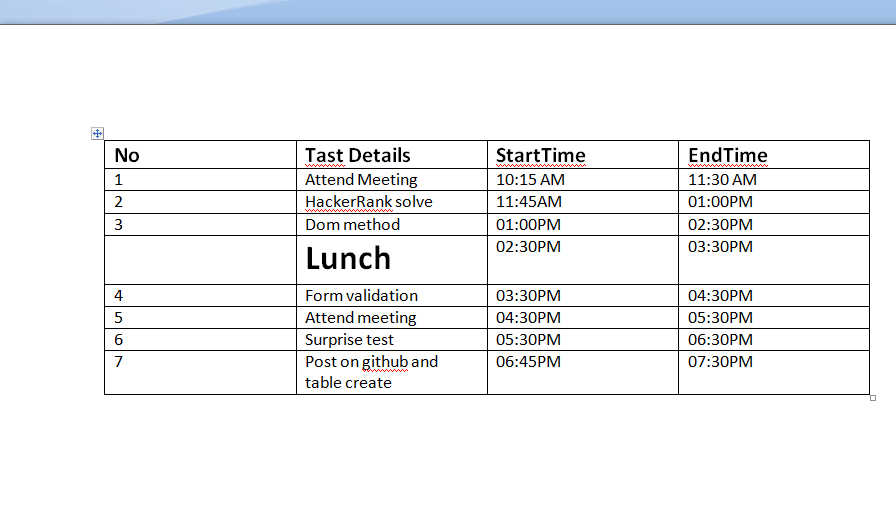 No Tast Details StartTime EndTime
1 Attend Meeting 10:15 AM 11:30 AM
2 HackerRank solve 11:45AM 01:00PM
3 Dom method 01:00PM 02:30PM
Lunch 02:30PM 03:30PM
4 Form validation 03:30PM 04:30PM
5 Attend meeting 04:30PM 05:30PM
6 Surprise test 05:30PM 06:30PM
7 Post on github and 06:45PM 07:30PM
table create